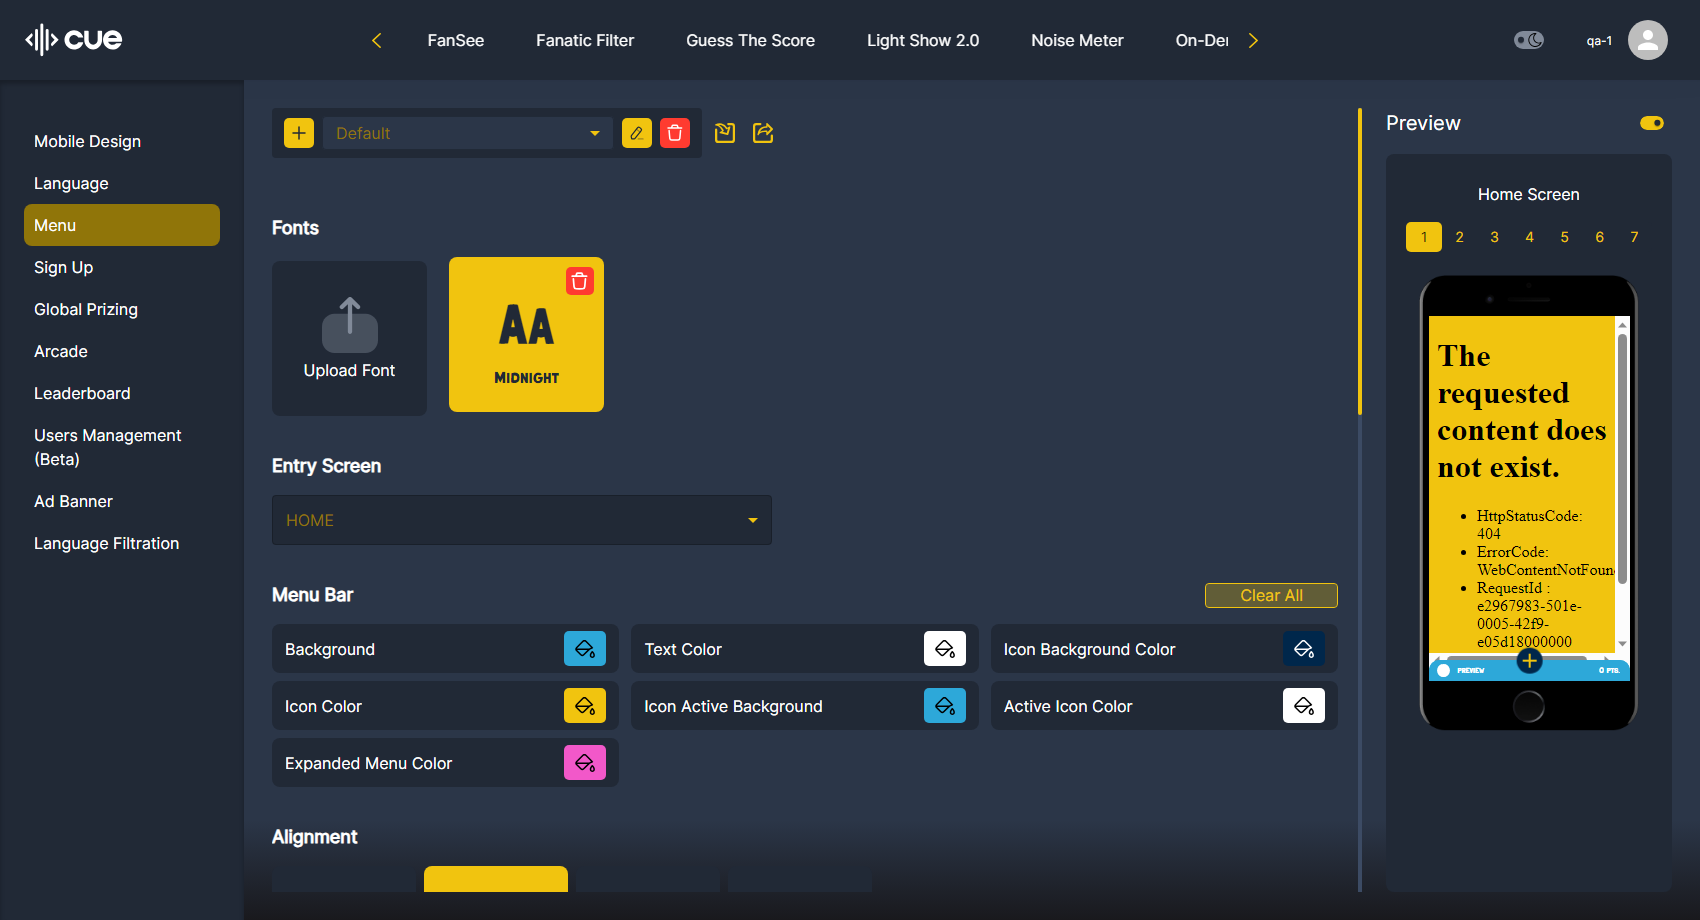 cue
FanSee
Fanatic Filter
Guess The Score
Light Show 2.0
Noise Meter
On-Der
qa-1
Mobile Design
Language
Menu
Sign Up
Global Prizing
Arcade
Leaderboard
Users Management
(Beta)
Ad Banner
Language Filtration
Default
Fonts
Upload Font
AA
MIDNIGHT
Entry Screen
HOME
Menu Bar
Clear All
Background
Text Color
Icon Background Color
Icon Color
Icon Active Background
Active Icon Color
Expanded Menu Color
Alignment
Preview
Home Screen
1 2 3 4 5 6 7
The
requested
content does
not exist.
HttpStatusCode:
404
ErrorCode:
WebContentNotFoun
RequestId :
e2967983-501e-
0005-42f9-
e05d18000000
PREVIEW
0 PTS.